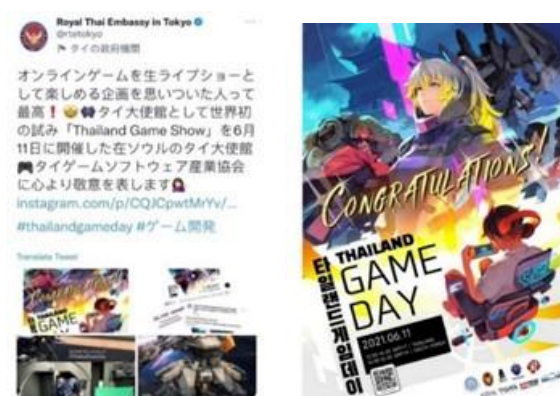 Royal Thai Embassy in Tokyo
@rtetokyo
タイの政府機関
オンラインゲームを生ライブショーと
して楽しめる企画を思いついた人って
最高！🤩👾タイ大使館として世界初
の試み「Thailand Game Show」を6月
11日に開催した在ソウルのタイ大使館
🎮タイゲームソフトウェア産業協会
に心より敬意を表します
instagram.com/p/CQJCpwtMrYv/...
#thailandgameday #ゲーム開発
Translate Tweet
CONGRATULATIONS!
타일랜드게임데이
THAILAND
GAME
DAY
2021.06.11